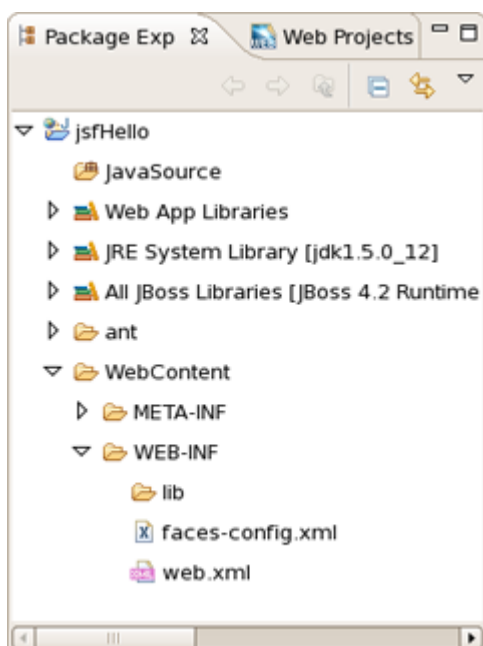 Package Exp Web Projects
jsfHello
JavaSource
Web App Libraries
JRE System Library [jdk1.5.0_12]
All JBoss Libraries [JBoss 4.2 Runtime
ant
WebContent
META-INF
WEB-INF
lib
faces-config.xml
web.xml